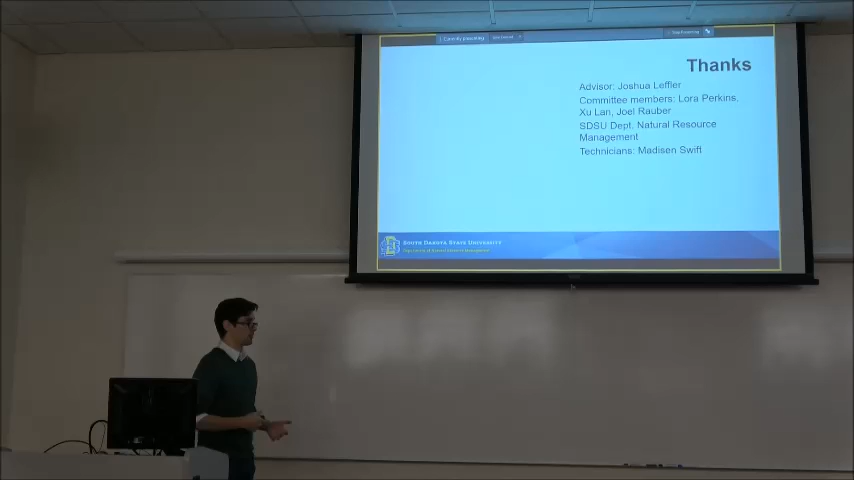 Thanks
Advisor: Joshua Leffler
Committee members: Lora Perkins,
Xu Lan, Joel Rauber
SDSU Dept. Natural Resource
Management
Technicians: Madisen Swift
SOUTH DAKOTA STATE UNIVERSITY